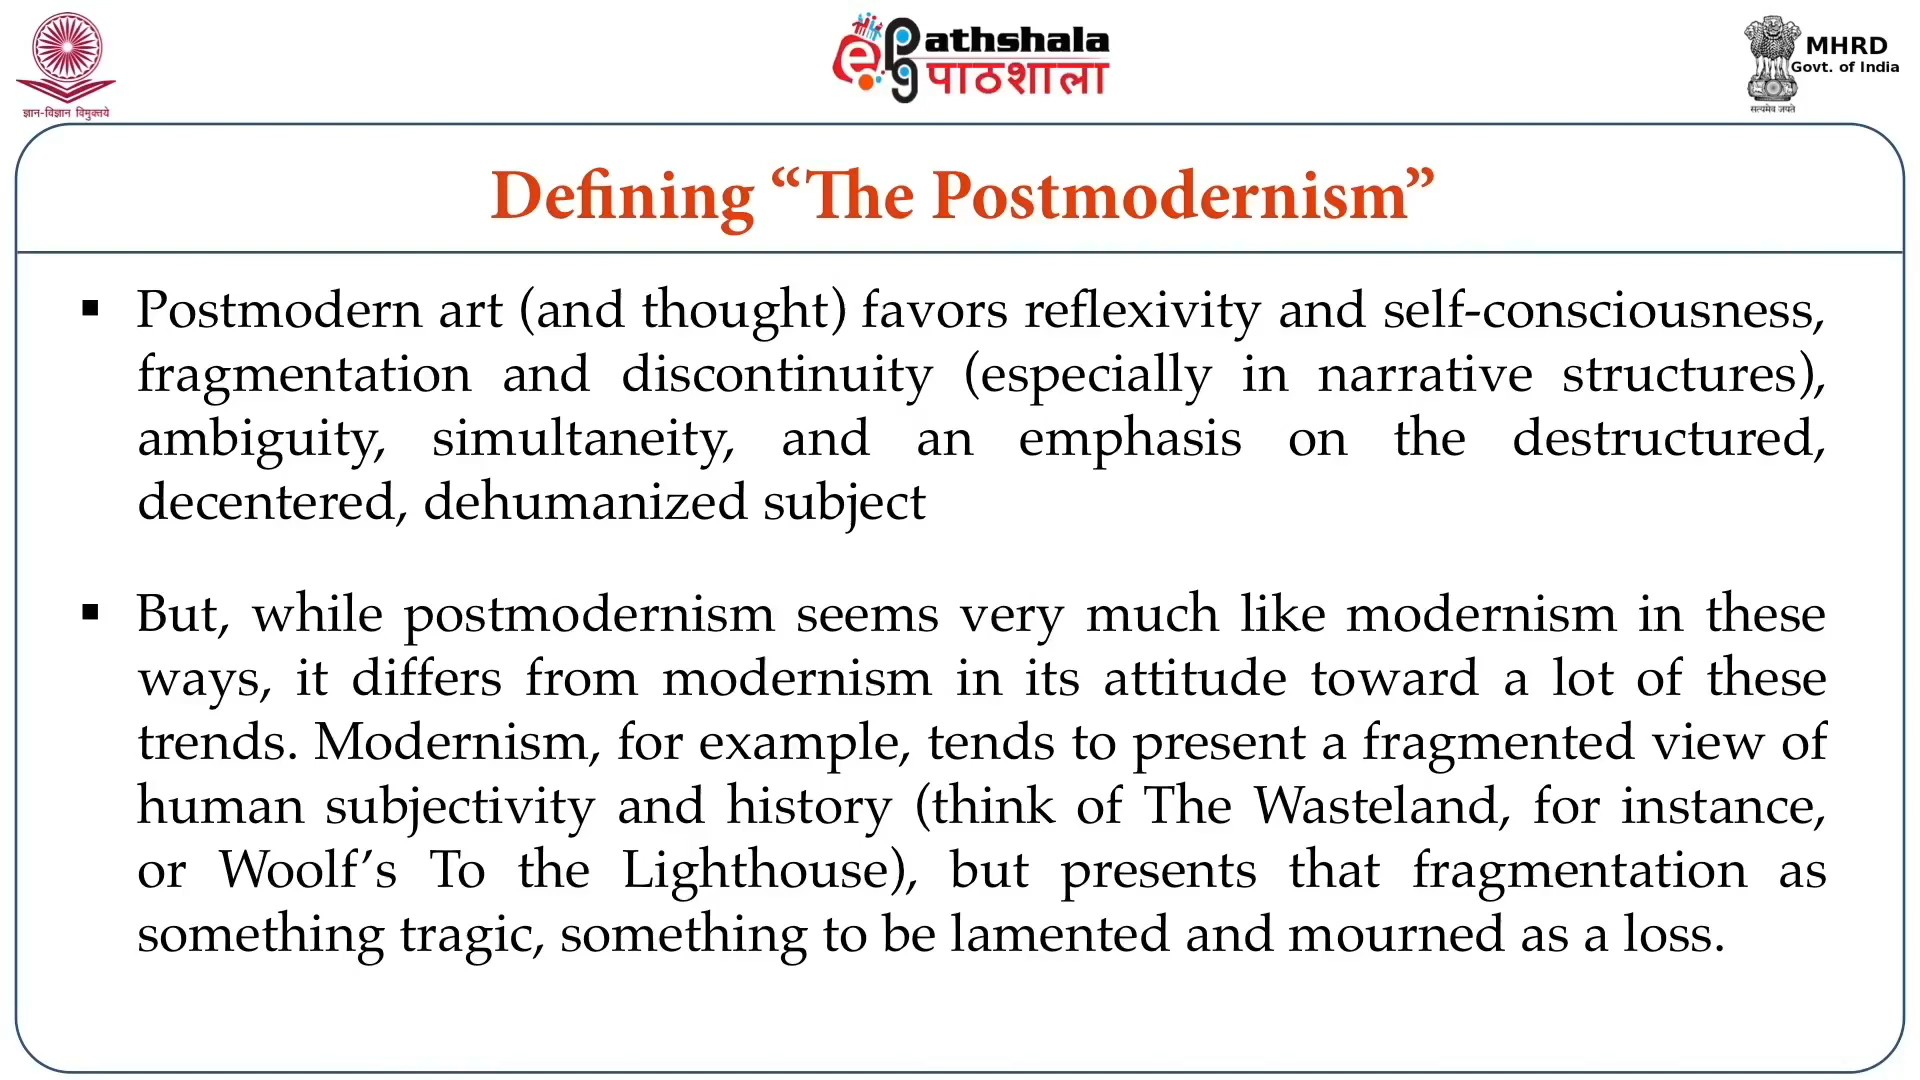 ज्ञान-विज्ञान विमुक्तये
ePg Pathshala
पाठशाला
MHRD
Govt. of India
सत्यमेव जयते
Defining “The Postmodernism”
▪ Postmodern art (and thought) favors reflexivity and self-consciousness,
fragmentation and discontinuity (especially in narrative structures),
ambiguity, simultaneity, and an emphasis on the destructured,
decentered, dehumanized subject
▪ But, while postmodernism seems very much like modernism in these
ways, it differs from modernism in its attitude toward a lot of these
trends. Modernism, for example, tends to present a fragmented view of
human subjectivity and history (think of The Wasteland, for instance,
or Woolf’s To the Lighthouse), but presents that fragmentation as
something tragic, something to be lamented and mourned as a loss.